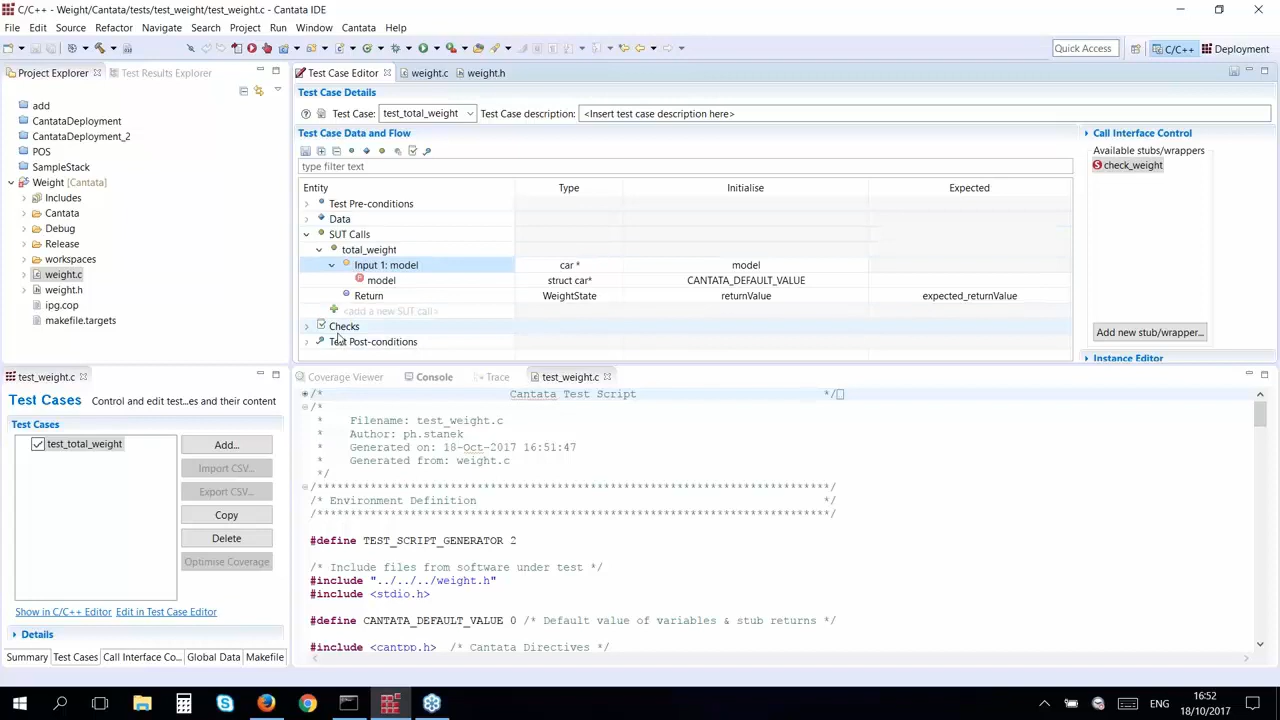 C/C++ - Weight/Cantata/tests/test_weight/test_weight.c - Cantata IDE
File Edit Source Refactor Navigate Search Project Run Window Cantata Help
Quick Access C/C++ Deployment
Project Explorer Test Results Explorer
add
CantataDeployment
CantataDeployment_2
POS
SampleStack
Weight [Cantata]
Includes
Cantata
Debug
Release
workspaces
weight.c
weight.h
ipg.cop
makefile.targets
Test Case Editor weight.c weight.h
Test Case Details
Test Case: test_total_weight Test Case description: <Insert test case description here>
Test Case Data and Flow
type filter text
Entity Type Initialise Expected
Test Pre-conditions
Data
SUT Calls
total_weight
Input 1: model car * model
model struct car* CANTATA_DEFAULT_VALUE
Return WeightState returnValue expected_returnValue
<add a new SUT call>
Checks
Test Post-conditions
Call Interface Control
Available stubs/wrappers
check_weight
Add new stub/wrapper...
Instance Editor
test_weight.c
Test Cases Control and edit test...es and their content
Test Cases
test_total_weight
Add...
Import CSV...
Export CSV...
Copy
Delete
Optimise Coverage
Show in C/C++ Editor Edit in Test Case Editor
Details
Summary Test Cases Call Interface Co... Global Data Makefile
Coverage Viewer Console Trace test_weight.c
/* Cantata Test Script */
/*
* Filename: test_weight.c
* Author: ph.stanek
* Generated on: 18-Oct-2017 16:51:47
* Generated from: weight.c
*/
/*****************************************************************************/
/* Environment Definition */
/*****************************************************************************/
#define TEST_SCRIPT_GENERATOR 2
/* Include files from software under test */
#include "../../../weight.h"
#include <stdio.h>
#define CANTATA_DEFAULT_VALUE 0 /* Default value of variables & stub returns */
#include <cantpp.h> /* Cantata Directives */
ENG
16:52
18/10/2017